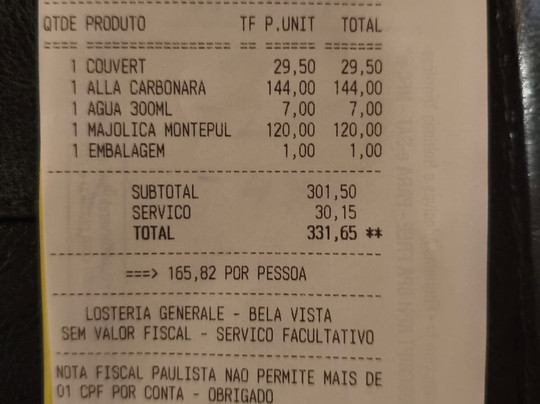 QTDE PRODUTO TF P.UNIT TOTAL
==== ================== == ====== =======
1 COUVERT 29,50 29,50
1 ALLA CARBONARA 144,00 144,00
1 AGUA 300ML 7,00 7,00
1 MAJOLICA MONTEPUL 120,00 120,00
1 EMBALAGEM 1,00 1,00
SUBTOTAL 301,50
SERVICO 30,15
TOTAL 331,65 **
===> 165,82 POR PESSOA
LOSTERIA GENERALE - BELA VISTA
SEM VALOR FISCAL - SERVICO FACULTATIVO
NOTA FISCAL PAULISTA NAO PERMITE MAIS DE
01 CPF POR CONTA - OBRIGADO